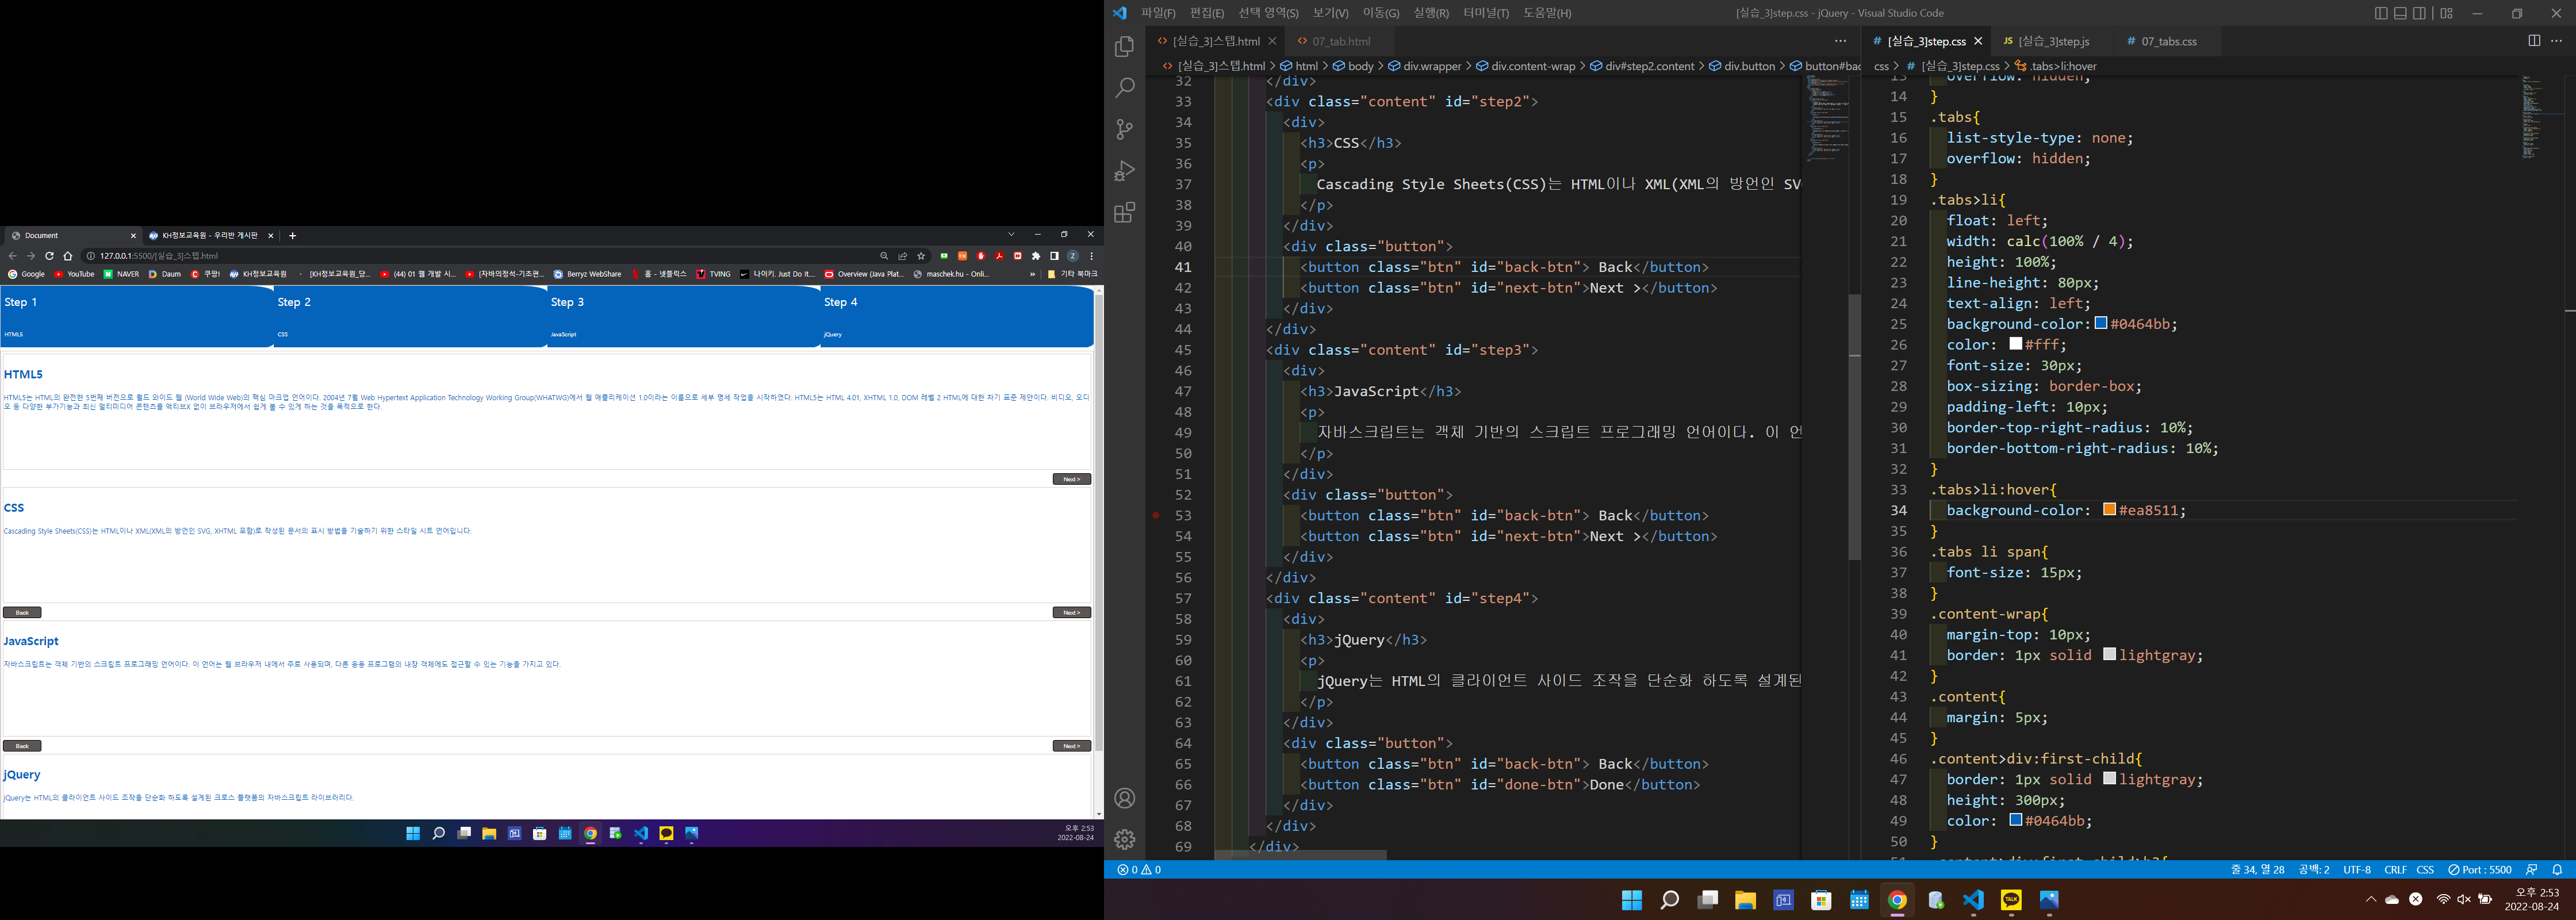 Document
KH정보교육원 - 우리반 게시판
127.0.0.1:5500/[실습_3]스텝.html
Google
YouTube
NAVER
Daum
쿠팡!
KH정보교육원
[KH정보교육원_당...
(44) 01 웹 개발 시...
[자바의정석-기초편...
Berryz WebShare
홈 - 넷플릭스
TVING
나이키. Just Do It....
Overview (Java Plat...
maschek.hu - Onli...
기타 북마크
Step 1
HTML5
Step 2
CSS
Step 3
JavaScript
Step 4
jQuery
HTML5
HTML5는 HTML의 완전한 5번째 버전으로 월드 와이드 웹 (World Wide Web)의 핵심 마크업 언어이다. 2004년 7월 Web Hypertext Application Technology Working Group(WHATWG)에서 웹 애플리케이션 1.0이라는 이름으로 세부 명세 작업을 시작하였다. HTML5는 HTML 4.01, XHTML 1.0, DOM 레벨 2 HTML에 대한 차기 표준 제안이다. 비디오, 오디
오 등 다양한 부가기능과 최신 멀티미디어 콘텐츠를 액티브X 없이 브라우저에서 쉽게 볼 수 있게 하는 것을 목적으로 한다.
Next >
CSS
Cascading Style Sheets(CSS)는 HTML이나 XML(XML의 방언인 SVG, XHTML 포함)로 작성된 문서의 표시 방법을 기술하기 위한 스타일 시트 언어입니다.
Back
Next >
JavaScript
자바스크립트는 객체 기반의 스크립트 프로그래밍 언어이다. 이 언어는 웹 브라우저 내에서 주로 사용되며, 다른 응용 프로그램의 내장 객체에도 접근할 수 있는 기능을 가지고 있다.
Back
Next >
jQuery
jQuery는 HTML의 클라이언트 사이드 조작을 단순화 하도록 설계된 크로스 플랫폼의 자바스크립트 라이브러리다.
오후 2:53
2022-08-24
파일(F) 편집(E) 선택 영역(S) 보기(V) 이동(G) 실행(R) 터미널(T) 도움말(H)
[실습_3]step.css - jQuery - Visual Studio Code
[실습_3]스텝.html
07_tab.html
[실습_3]스텝.html > html > body > div.wrapper > div.content-wrap > div#step2.content > div.button > button#bac
32 </div>
33 <div class="content" id="step2">
34 <div>
35 <h3>CSS</h3>
36 <p>
37 Cascading Style Sheets(CSS)는 HTML이나 XML(XML의 방언인 SV
38 </p>
39 </div>
40 <div class="button">
41 <button class="btn" id="back-btn"> Back</button>
42 <button class="btn" id="next-btn">Next ></button>
43 </div>
44 </div>
45 <div class="content" id="step3">
46 <div>
47 <h3>JavaScript</h3>
48 <p>
49 자바스크립트는 객체 기반의 스크립트 프로그래밍 언어이다. 이 언
50 </p>
51 </div>
52 <div class="button">
53 <button class="btn" id="back-btn"> Back</button>
54 <button class="btn" id="next-btn">Next ></button>
55 </div>
56 </div>
57 <div class="content" id="step4">
58 <div>
59 <h3>jQuery</h3>
60 <p>
61 jQuery는 HTML의 클라이언트 사이드 조작을 단순화 하도록 설계된
62 </p>
63 </div>
64 <div class="button">
65 <button class="btn" id="back-btn"> Back</button>
66 <button class="btn" id="done-btn">Done</button>
67 </div>
68 </div>
69 </div>
# [실습_3]step.css
JS [실습_3]step.js
# 07_tabs.css
css > # [실습_3]step.css > .tabs>li:hover
13 overflow: hidden;
14 }
15 .tabs{
16 list-style-type: none;
17 overflow: hidden;
18 }
19 .tabs>li{
20 float: left;
21 width: calc(100% / 4);
22 height: 100%;
23 line-height: 80px;
24 text-align: left;
25 background-color: #0464bb;
26 color: #fff;
27 font-size: 30px;
28 box-sizing: border-box;
29 padding-left: 10px;
30 border-top-right-radius: 10%;
31 border-bottom-right-radius: 10%;
32 }
33 .tabs>li:hover{
34 background-color: #ea8511;
35 }
36 .tabs li span{
37 font-size: 15px;
38 }
39 .content-wrap{
40 margin-top: 10px;
41 border: 1px solid lightgray;
42 }
43 .content{
44 margin: 5px;
45 }
46 .content>div:first-child{
47 border: 1px solid lightgray;
48 height: 300px;
49 color: #0464bb;
50 }
0 0
줄 34, 열 28 공백: 2 UTF-8 CRLF CSS Port : 5500
TALK
오후 2:53
2022-08-24